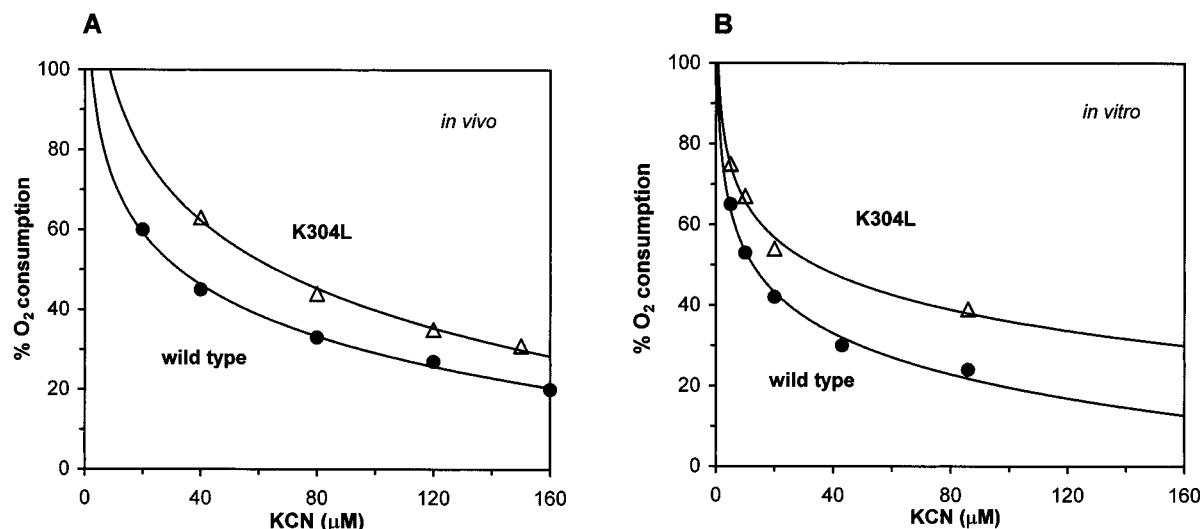 A
100
80
60
40
20
0
% O₂ consumption
in vivo
K304L
wild type
0 40 80 120 160
KCN (μM)
B
100
80
60
40
20
0
% O₂ consumption
in vitro
K304L
wild type
0 40 80 120 160
KCN (μM)